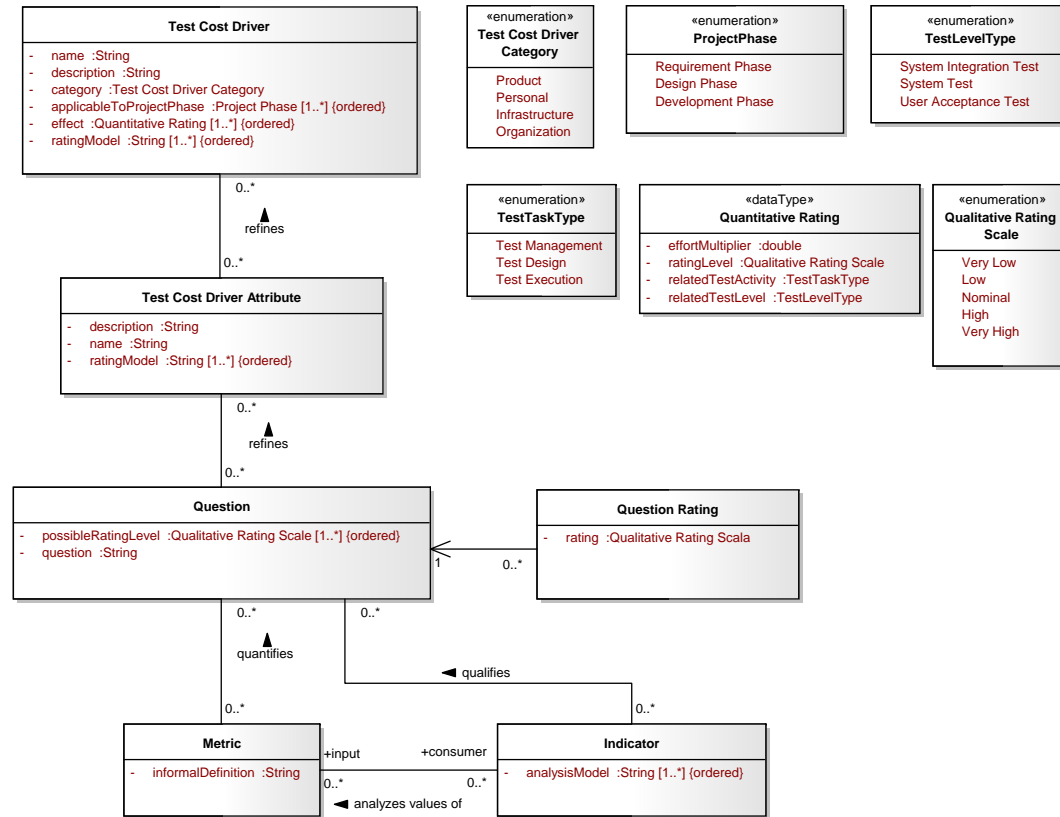 Test Cost Driver
- name :String
- description :String
- category :Test Cost Driver Category
- applicableToProjectPhase :Project Phase [1..*] {ordered}
- effect :Quantitative Rating [1..*] {ordered}
- ratingModel :String [1..*] {ordered}
«enumeration»
Test Cost Driver
Category
Product
Personal
Infrastructure
Organization
«enumeration»
ProjectPhase
Requirement Phase
Design Phase
Development Phase
«enumeration»
TestLevelType
System Integration Test
System Test
User Acceptance Test
«enumeration»
TestTaskType
Test Management
Test Design
Test Execution
«dataType»
Quantitative Rating
- effortMultiplier :double
- ratingLevel :Qualitative Rating Scale
- relatedTestActivity :TestTaskType
- relatedTestLevel :TestLevelType
«enumeration»
Qualitative Rating
Scale
Very Low
Low
Nominal
High
Very High
0..*
refines
0..*
Test Cost Driver Attribute
- description :String
- name :String
- ratingModel :String [1..*] {ordered}
0..*
refines
0..*
Question
- possibleRatingLevel :Qualitative Rating Scale [1..*] {ordered}
- question :String
1
0..*
Question Rating
- rating :Qualitative Rating Scala
0..*
quantifies
0..*
0..*
qualifies
0..*
Metric
- informalDefinition :String
+input
+consumer
0..*
0..*
analyzes values of
Indicator
- analysisModel :String [1..*] {ordered}